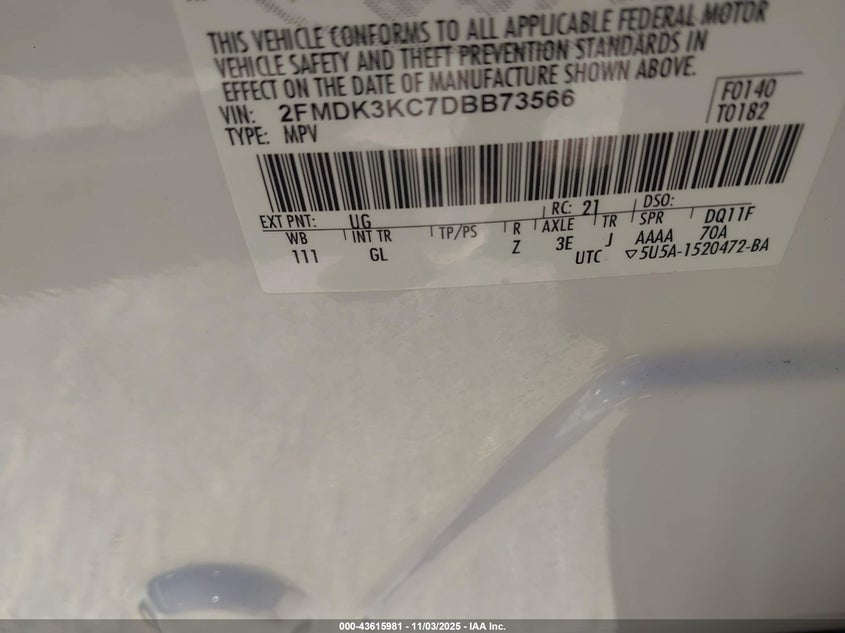 THIS VEHICLE CONFORMS TO ALL APPLICABLE FEDERAL MOTOR
VEHICLE SAFETY AND THEFT PREVENTION STANDARDS IN
EFFECT ON THE DATE OF MANUFACTURE SHOWN ABOVE.
VIN: 2FMDK3KC7DBB73566 F0140
TYPE: MPV T0182
EXT PNT: UG RC: 21 DSO:
WB INT TR TP/PS R AXLE TR SPR DQ11F
111 GL Z 3E J AAAA 70A
UTC ▽5U5A-1520472-BA
000-43615981 - 11/03/2025 - IAA Inc.